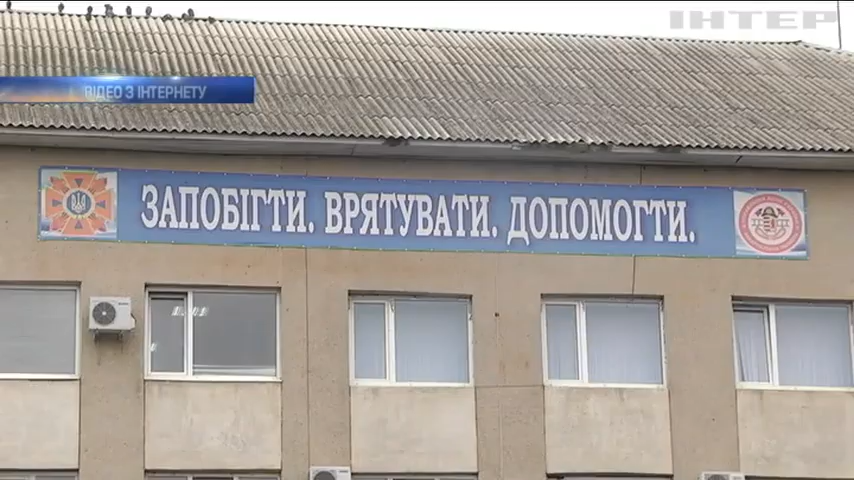 ІНТЕР
ВІДЕО З ІНТЕРНЕТУ
ЗАПОБІГТИ. ВРЯТУВАТИ. ДОПОМОГТИ.